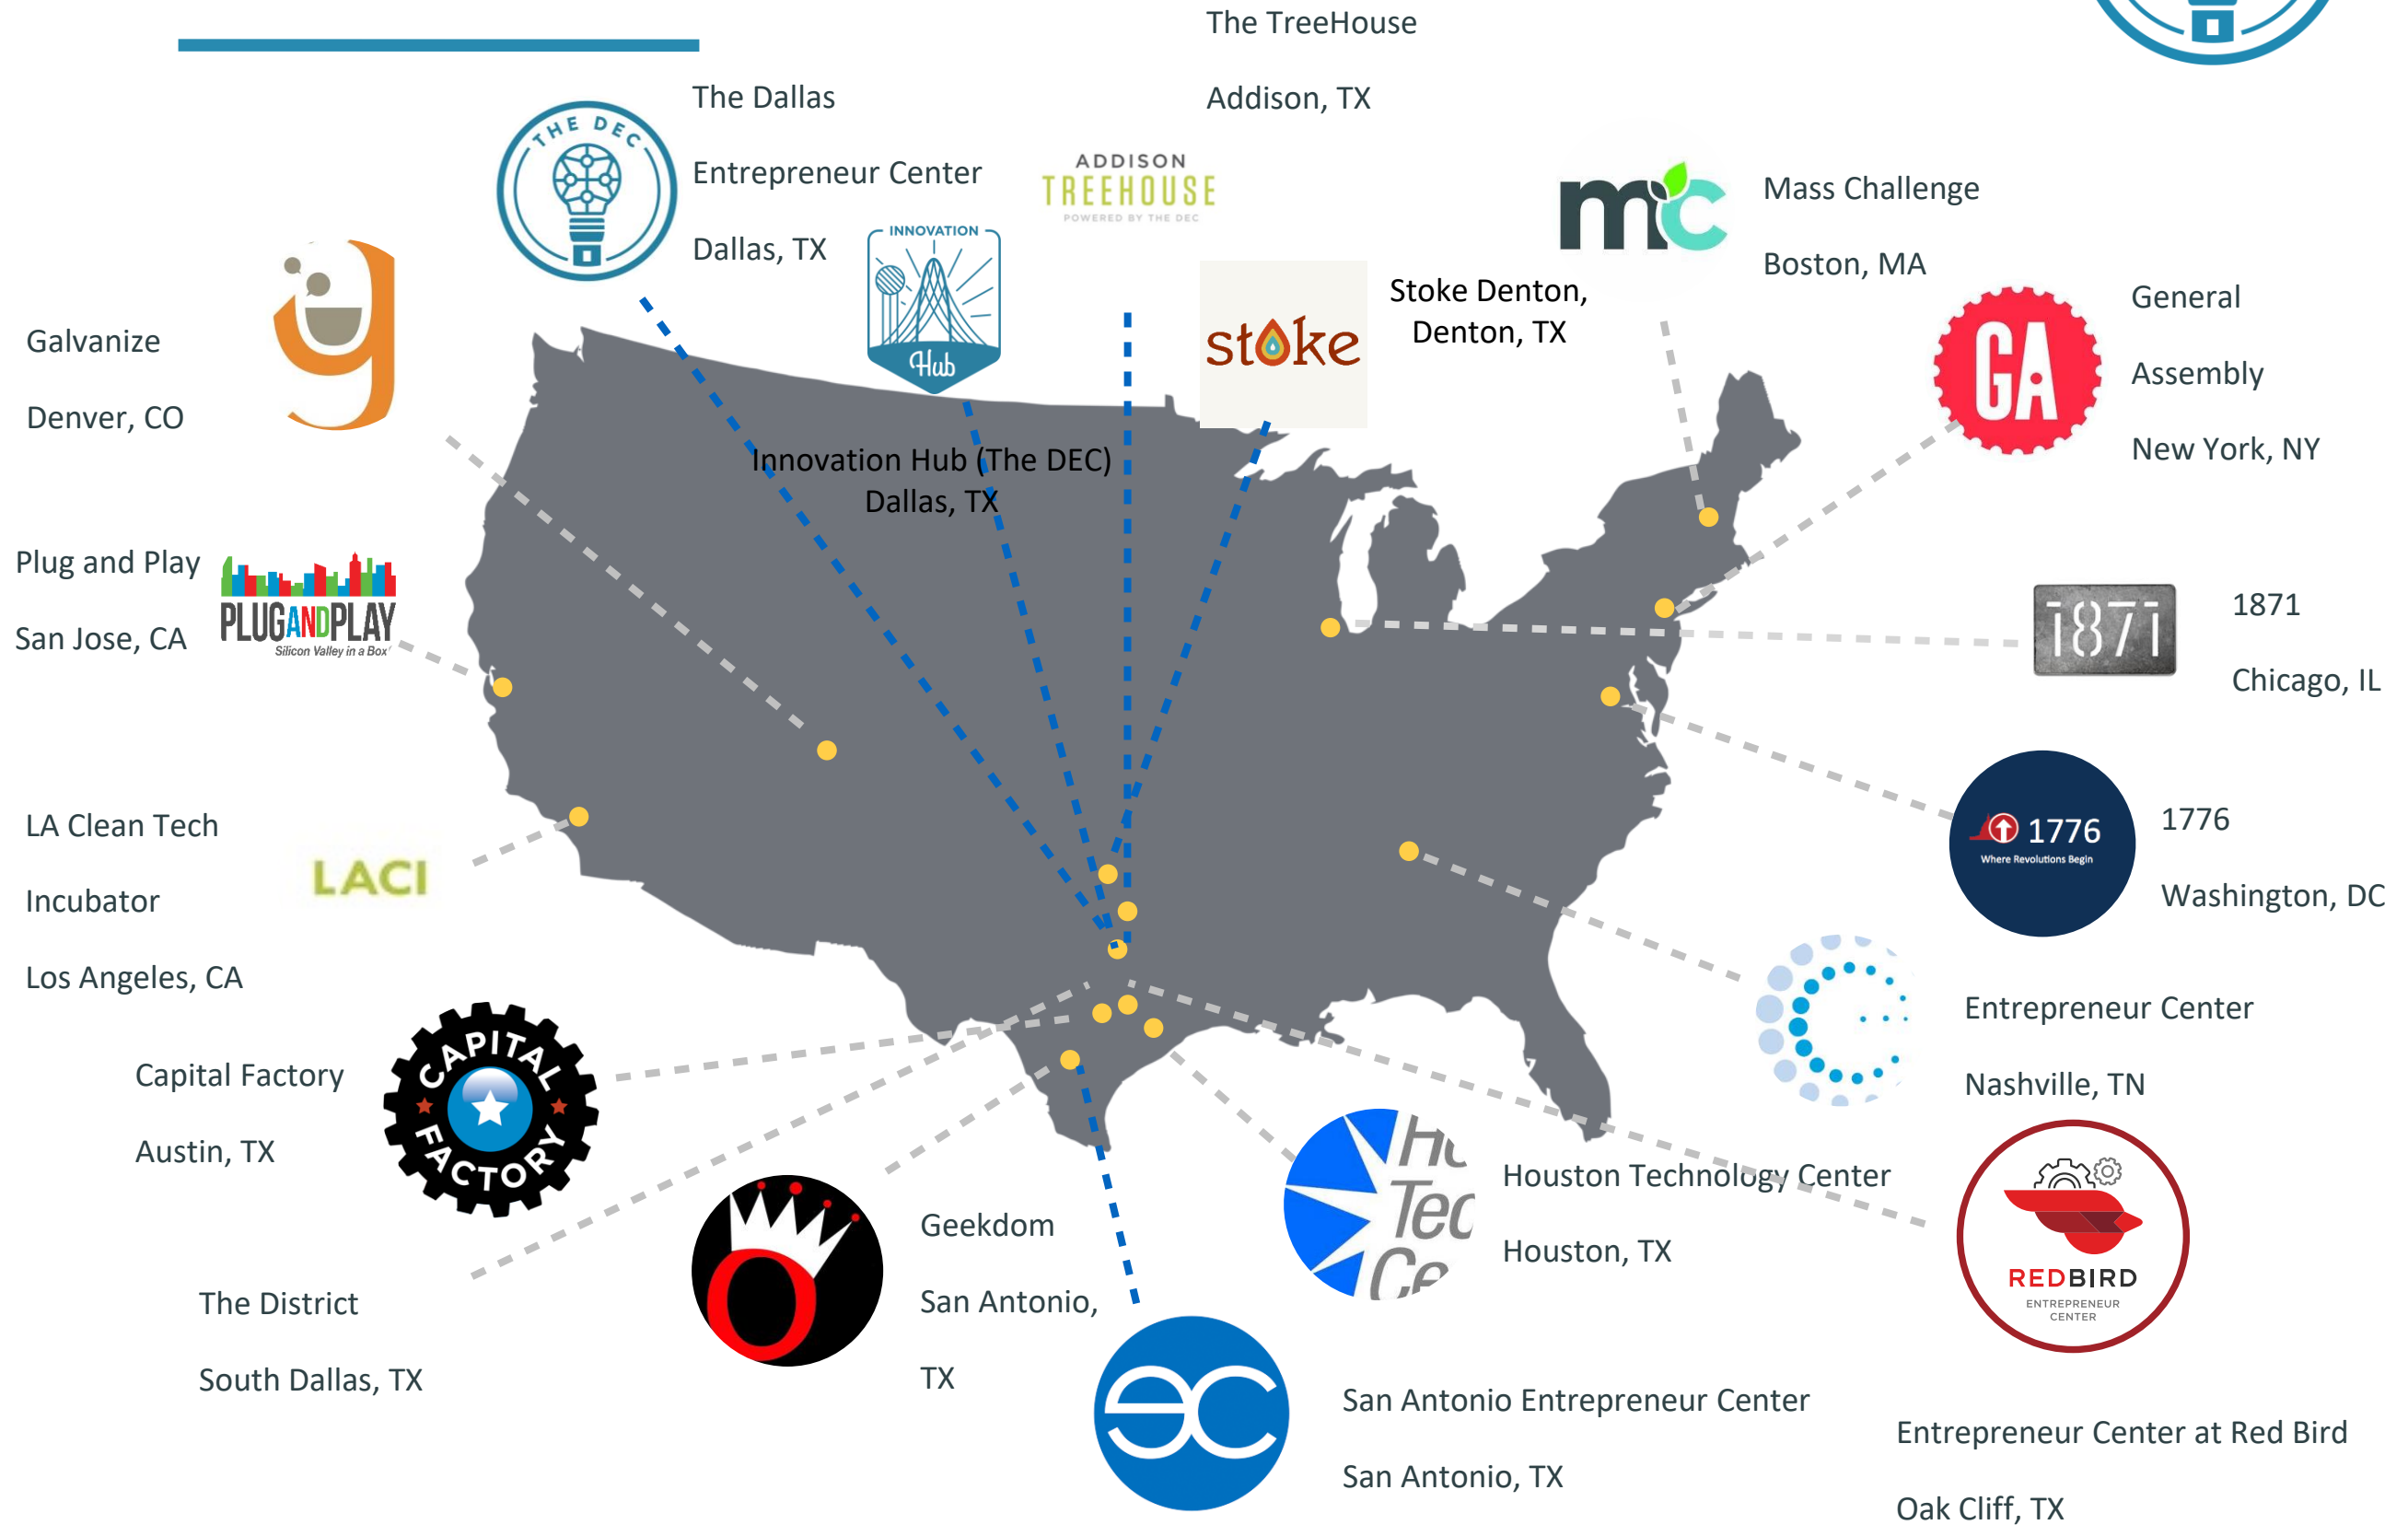 The TreeHouse
Addison, TX
THE DEC
The Dallas
Entrepreneur Center
Dallas, TX
ADDISON
TREEHOUSE
POWERED BY THE DEC
INNOVATION
Hub
Innovation Hub (The DEC)
Dallas, TX
stoke
Stoke Denton,
Denton, TX
mc
Mass Challenge
Boston, MA
GA
General
Assembly
New York, NY
g
Galvanize
Denver, CO
Plug and Play
San Jose, CA
PLUGANDPLAY
Silicon Valley in a Box
1871
1871
Chicago, IL
LA Clean Tech
Incubator
Los Angeles, CA
LACI
1776
Where Revolutions Begin
1776
Washington, DC
Entrepreneur Center
Nashville, TN
Capital Factory
Austin, TX
CAPITAL
FACTORY
The District
South Dallas, TX
Geekdom
San Antonio,
TX
Tec
Ce
Houston Technology Center
Houston, TX
REDBIRD
ENTREPRENEUR
CENTER
ec
San Antonio Entrepreneur Center
San Antonio, TX
Entrepreneur Center at Red Bird
Oak Cliff, TX